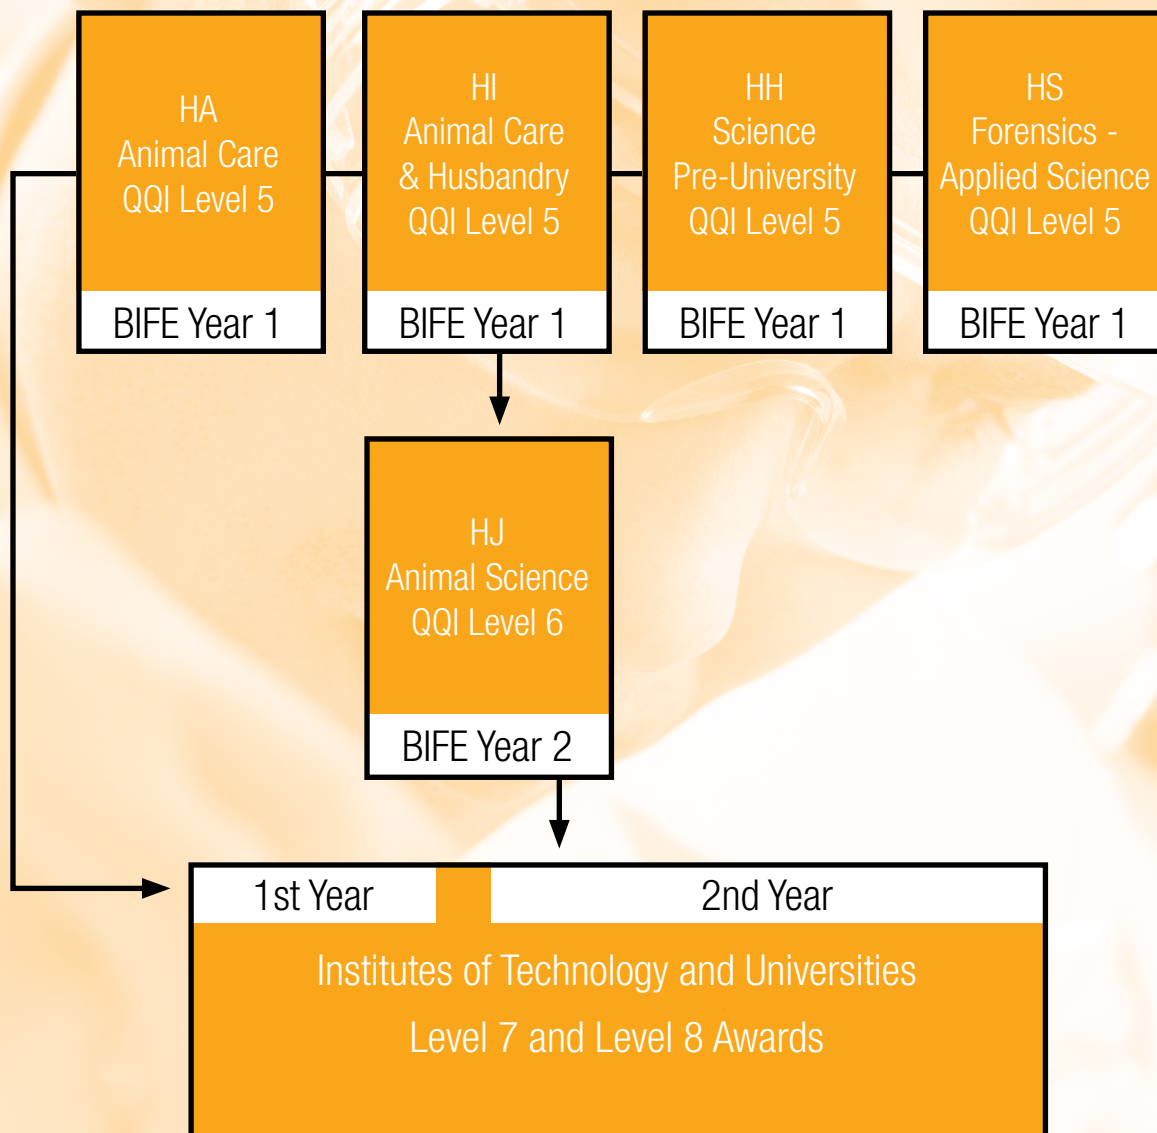 HA
Animal Care
QQI Level 5
BIFE Year 1
HI
Animal Care
& Husbandry
QQI Level 5
BIFE Year 1
HH
Science
Pre-University
QQI Level 5
BIFE Year 1
HS
Forensics -
Applied Science
QQI Level 5
BIFE Year 1
HJ
Animal Science
QQI Level 6
BIFE Year 2
1st Year
2nd Year
Institutes of Technology and Universities
Level 7 and Level 8 Awards